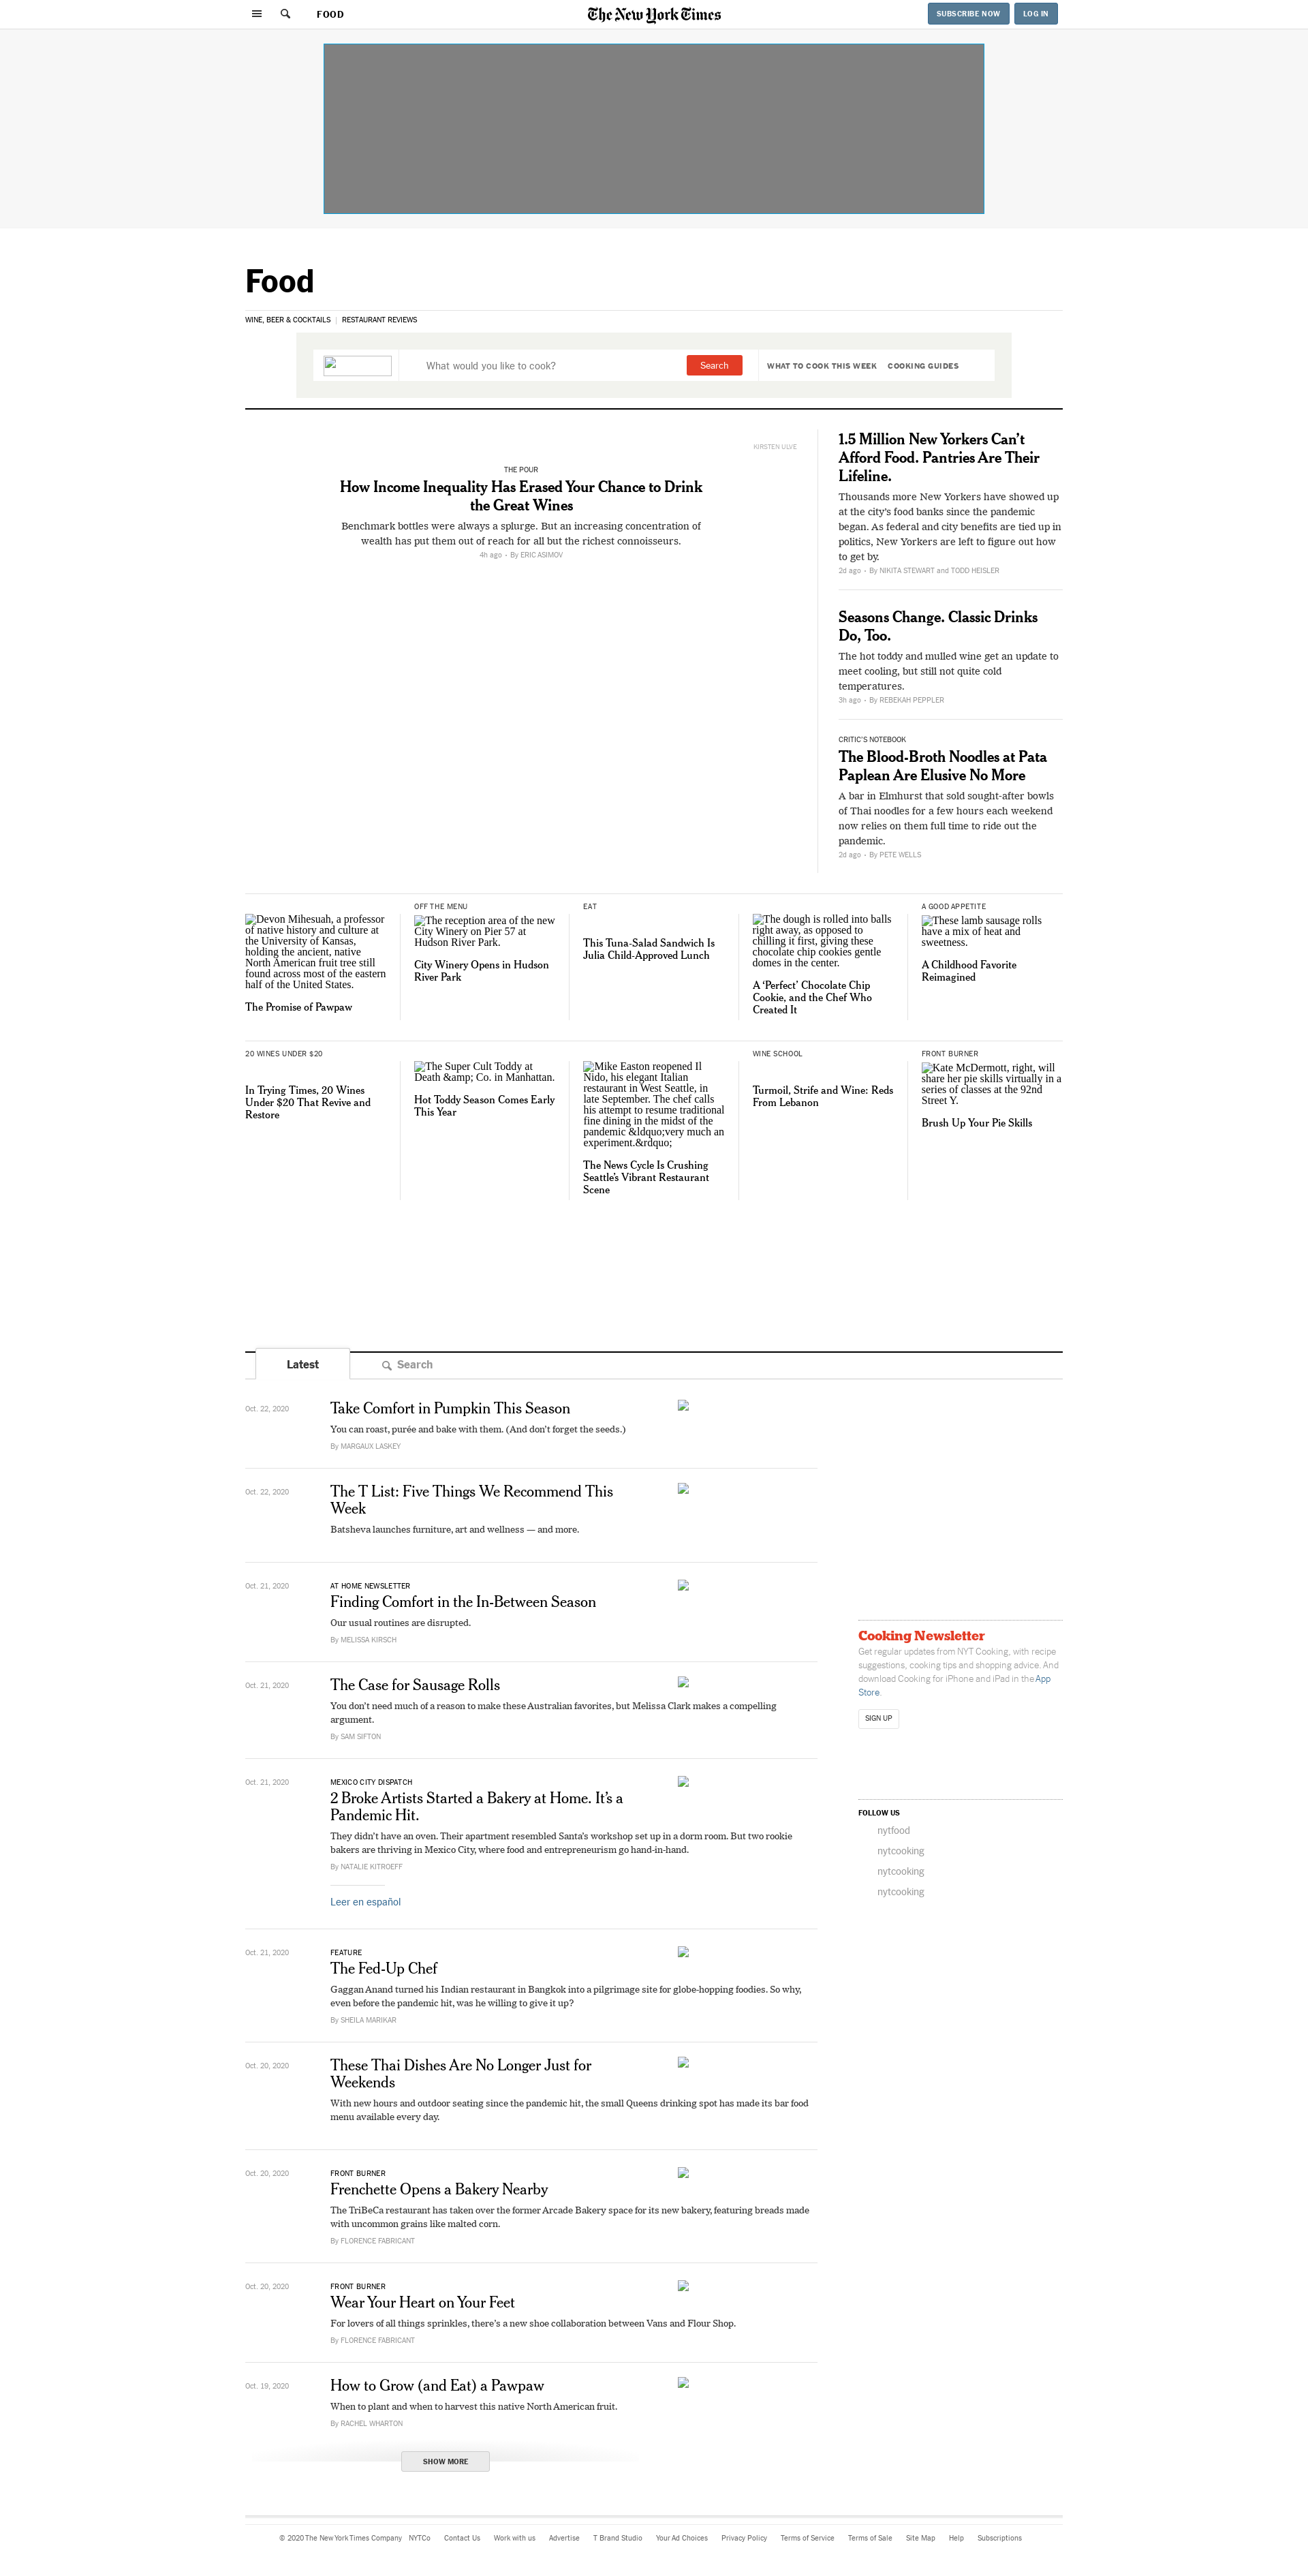 FOOD
The New York Times
SUBSCRIBE NOW
LOG IN
Food
WINE, BEER & COCKTAILS | RESTAURANT REVIEWS
What would you like to cook?
Search
WHAT TO COOK THIS WEEK
COOKING GUIDES
KIRSTEN ULVE
THE POUR
How Income Inequality Has Erased Your Chance to Drink
the Great Wines
Benchmark bottles were always a splurge. But an increasing concentration of
wealth has put them out of reach for all but the richest connoisseurs.
4h ago • By ERIC ASIMOV
1.5 Million New Yorkers Can’t
Afford Food. Pantries Are Their
Lifeline.
Thousands more New Yorkers have showed up
at the city’s food banks since the pandemic
began. As federal and city benefits are tied up in
politics, New Yorkers are left to figure out how
to get by.
2d ago • By NIKITA STEWART and TODD HEISLER
Seasons Change. Classic Drinks
Do, Too.
The hot toddy and mulled wine get an update to
meet cooling, but still not quite cold
temperatures.
3h ago • By REBEKAH PEPPLER
CRITIC’S NOTEBOOK
The Blood-Broth Noodles at Pata
Paplean Are Elusive No More
A bar in Elmhurst that sold sought-after bowls
of Thai noodles for a few hours each weekend
now relies on them full time to ride out the
pandemic.
2d ago • By PETE WELLS
Devon Mihesuah, a professor
of native history and culture at
the University of Kansas,
holding the ancient, native
North American fruit tree still
found across most of the eastern
half of the United States.
The Promise of Pawpaw
OFF THE MENU
The reception area of the new
City Winery on Pier 57 at
Hudson River Park.
City Winery Opens in Hudson
River Park
EAT
This Tuna-Salad Sandwich Is
Julia Child-Approved Lunch
The dough is rolled into balls
right away, as opposed to
chilling it first, giving these
chocolate chip cookies gentle
domes in the center.
A ‘Perfect’ Chocolate Chip
Cookie, and the Chef Who
Created It
A GOOD APPETITE
These lamb sausage rolls
have a mix of heat and
sweetness.
A Childhood Favorite
Reimagined
20 WINES UNDER $20
In Trying Times, 20 Wines
Under $20 That Revive and
Restore
The Super Cult Toddy at
Death &amp; Co. in Manhattan.
Hot Toddy Season Comes Early
This Year
Mike Easton reopened Il
Nido, his elegant Italian
restaurant in West Seattle, in
late September. The chef calls
his attempt to resume traditional
fine dining in the midst of the
pandemic &ldquo;very much an
experiment.&rdquo;
The News Cycle Is Crushing
Seattle’s Vibrant Restaurant
Scene
WINE SCHOOL
Turmoil, Strife and Wine: Reds
From Lebanon
FRONT BURNER
Kate McDermott, right, will
share her pie skills virtually in a
series of classes at the 92nd
Street Y.
Brush Up Your Pie Skills
Latest
Search
Oct. 22, 2020
Take Comfort in Pumpkin This Season
You can roast, purée and bake with them. (And don’t forget the seeds.)
By MARGAUX LASKEY
Oct. 22, 2020
The T List: Five Things We Recommend This
Week
Batsheva launches furniture, art and wellness — and more.
Oct. 21, 2020
AT HOME NEWSLETTER
Finding Comfort in the In-Between Season
Our usual routines are disrupted.
By MELISSA KIRSCH
Oct. 21, 2020
The Case for Sausage Rolls
You don’t need much of a reason to make these Australian favorites, but Melissa Clark makes a compelling
argument.
By SAM SIFTON
Oct. 21, 2020
MEXICO CITY DISPATCH
2 Broke Artists Started a Bakery at Home. It’s a
Pandemic Hit.
They didn’t have an oven. Their apartment resembled Santa’s workshop set up in a dorm room. But two rookie
bakers are thriving in Mexico City, where food and entrepreneurism go hand-in-hand.
By NATALIE KITROEFF
Leer en español
Oct. 21, 2020
FEATURE
The Fed-Up Chef
Gaggan Anand turned his Indian restaurant in Bangkok into a pilgrimage site for globe-hopping foodies. So why,
even before the pandemic hit, was he willing to give it up?
By SHEILA MARIKAR
Oct. 20, 2020
These Thai Dishes Are No Longer Just for
Weekends
With new hours and outdoor seating since the pandemic hit, the small Queens drinking spot has made its bar food
menu available every day.
Oct. 20, 2020
FRONT BURNER
Frenchette Opens a Bakery Nearby
The TriBeCa restaurant has taken over the former Arcade Bakery space for its new bakery, featuring breads made
with uncommon grains like malted corn.
By FLORENCE FABRICANT
Oct. 20, 2020
FRONT BURNER
Wear Your Heart on Your Feet
For lovers of all things sprinkles, there’s a new shoe collaboration between Vans and Flour Shop.
By FLORENCE FABRICANT
Oct. 19, 2020
How to Grow (and Eat) a Pawpaw
When to plant and when to harvest this native North American fruit.
By RACHEL WHARTON
SHOW MORE
Cooking Newsletter
Get regular updates from NYT Cooking, with recipe
suggestions, cooking tips and shopping advice. And
download Cooking for iPhone and iPad in the App
Store.
SIGN UP
FOLLOW US
nytfood
nytcooking
nytcooking
nytcooking
© 2020 The New York Times Company NYTCo Contact Us Work with us Advertise T Brand Studio Your Ad Choices Privacy Policy Terms of Service Terms of Sale Site Map Help Subscriptions